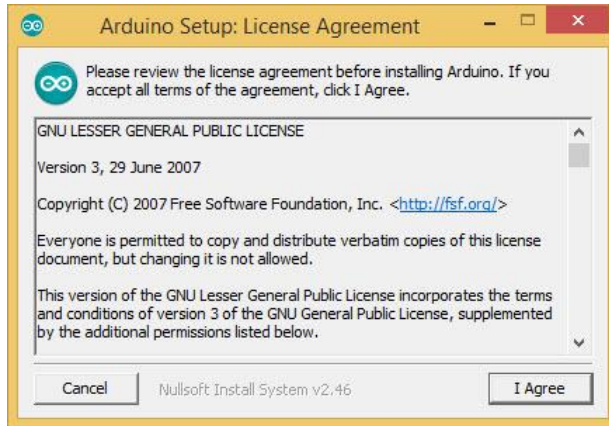 Arduino Setup: License Agreement
Please review the license agreement before installing Arduino. If you
accept all terms of the agreement, click I Agree.
GNU LESSER GENERAL PUBLIC LICENSE
Version 3, 29 June 2007
Copyright (C) 2007 Free Software Foundation, Inc. <http://fsf.org/>
Everyone is permitted to copy and distribute verbatim copies of this license
document, but changing it is not allowed.
This version of the GNU Lesser General Public License incorporates the terms
and conditions of version 3 of the GNU General Public License, supplemented
by the additional permissions listed below.
Cancel
Nullsoft Install System v2.46
I Agree